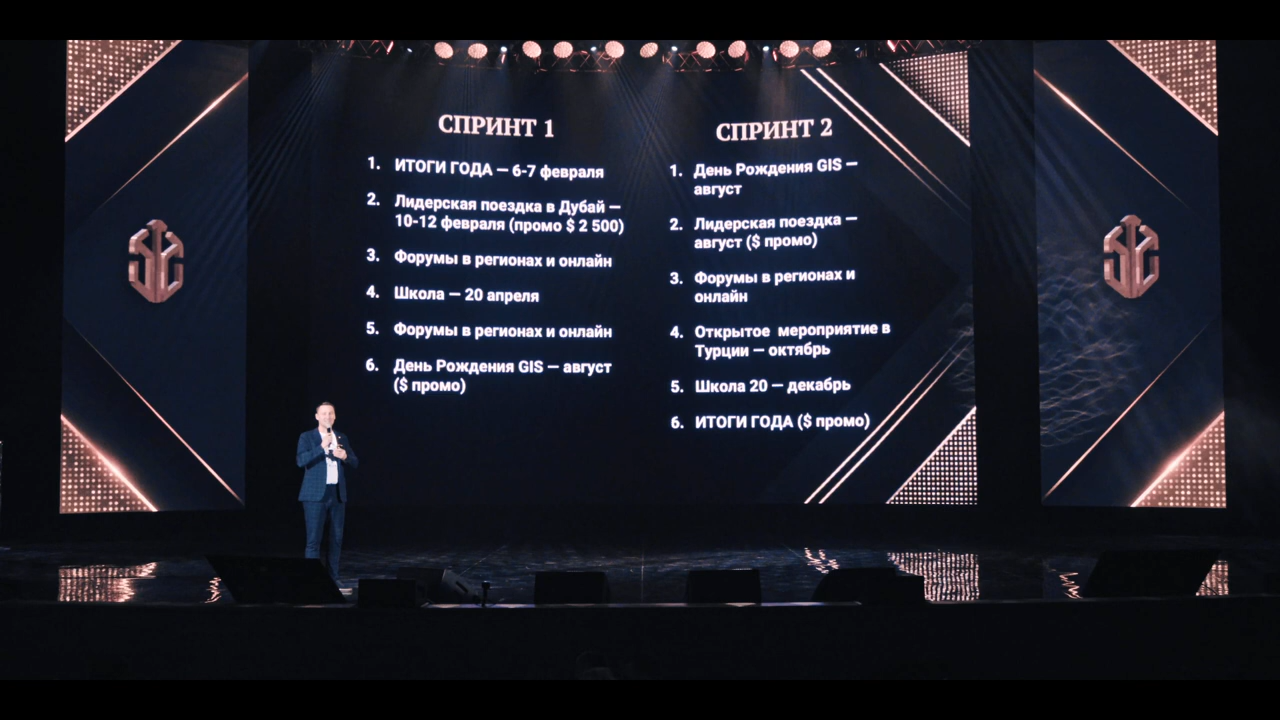 СПРИНТ 1
1. ИТОГИ ГОДА — 6-7 февраля
2. Лидерская поездка в Дубай —
10-12 февраля (промо $ 2 500)
3. Форумы в регионах и онлайн
4. Школа — 20 апреля
5. Форумы в регионах и онлайн
6. День Рождения GIS — август
($ промо)
СПРИНТ 2
1. День Рождения GIS —
август
2. Лидерская поездка —
август ($ промо)
3. Форумы в регионах и
онлайн
4. Открытое мероприятие в
Турции — октябрь
5. Школа 20 — декабрь
6. ИТОГИ ГОДА ($ промо)